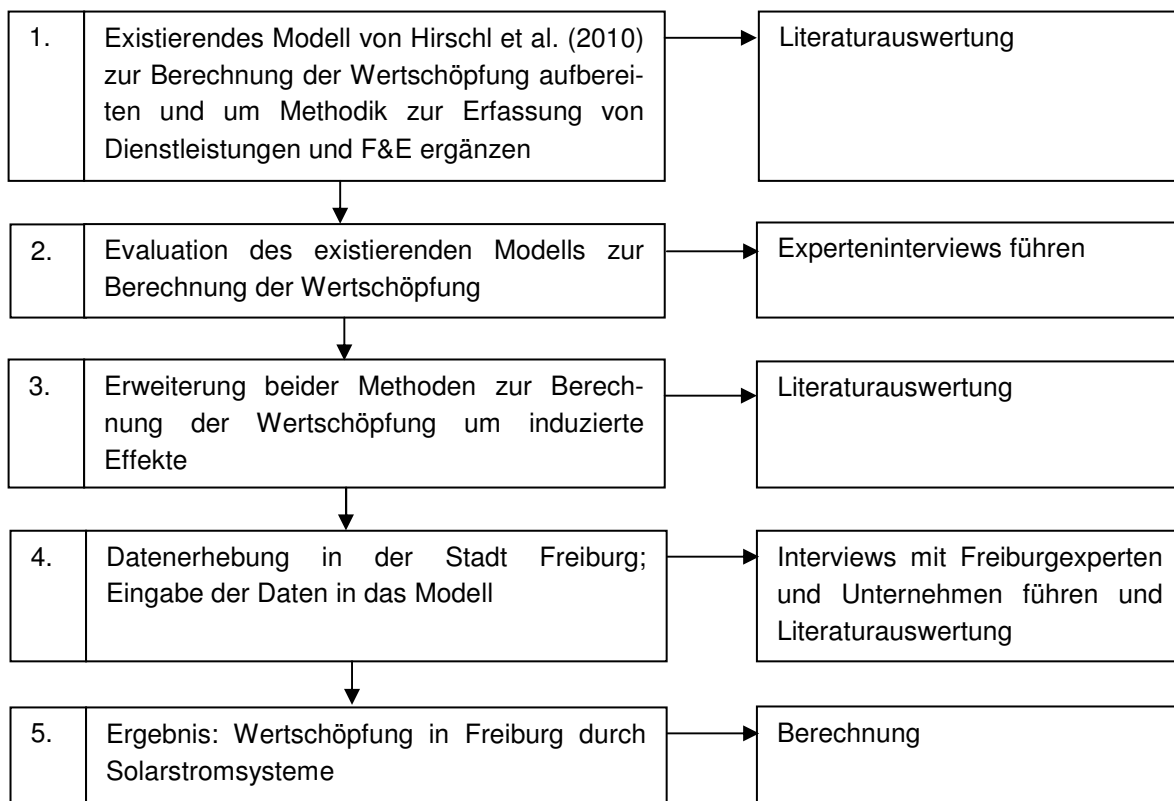 1. Existierendes Modell von Hirschl et al. (2010)
zur Berechnung der Wertschöpfung aufberei-
ten und um Methodik zur Erfassung von
Dienstleistungen und F&E ergänzen
Literaturauswertung
2. Evaluation des existierenden Modells zur
Berechnung der Wertschöpfung
Experteninterviews führen
3. Erweiterung beider Methoden zur Berech-
nung der Wertschöpfung um induzierte
Effekte
Literaturauswertung
4. Datenerhebung in der Stadt Freiburg;
Eingabe der Daten in das Modell
Interviews mit Freiburgexperten
und Unternehmen führen und
Literaturauswertung
5. Ergebnis: Wertschöpfung in Freiburg durch
Solarstromsysteme
Berechnung